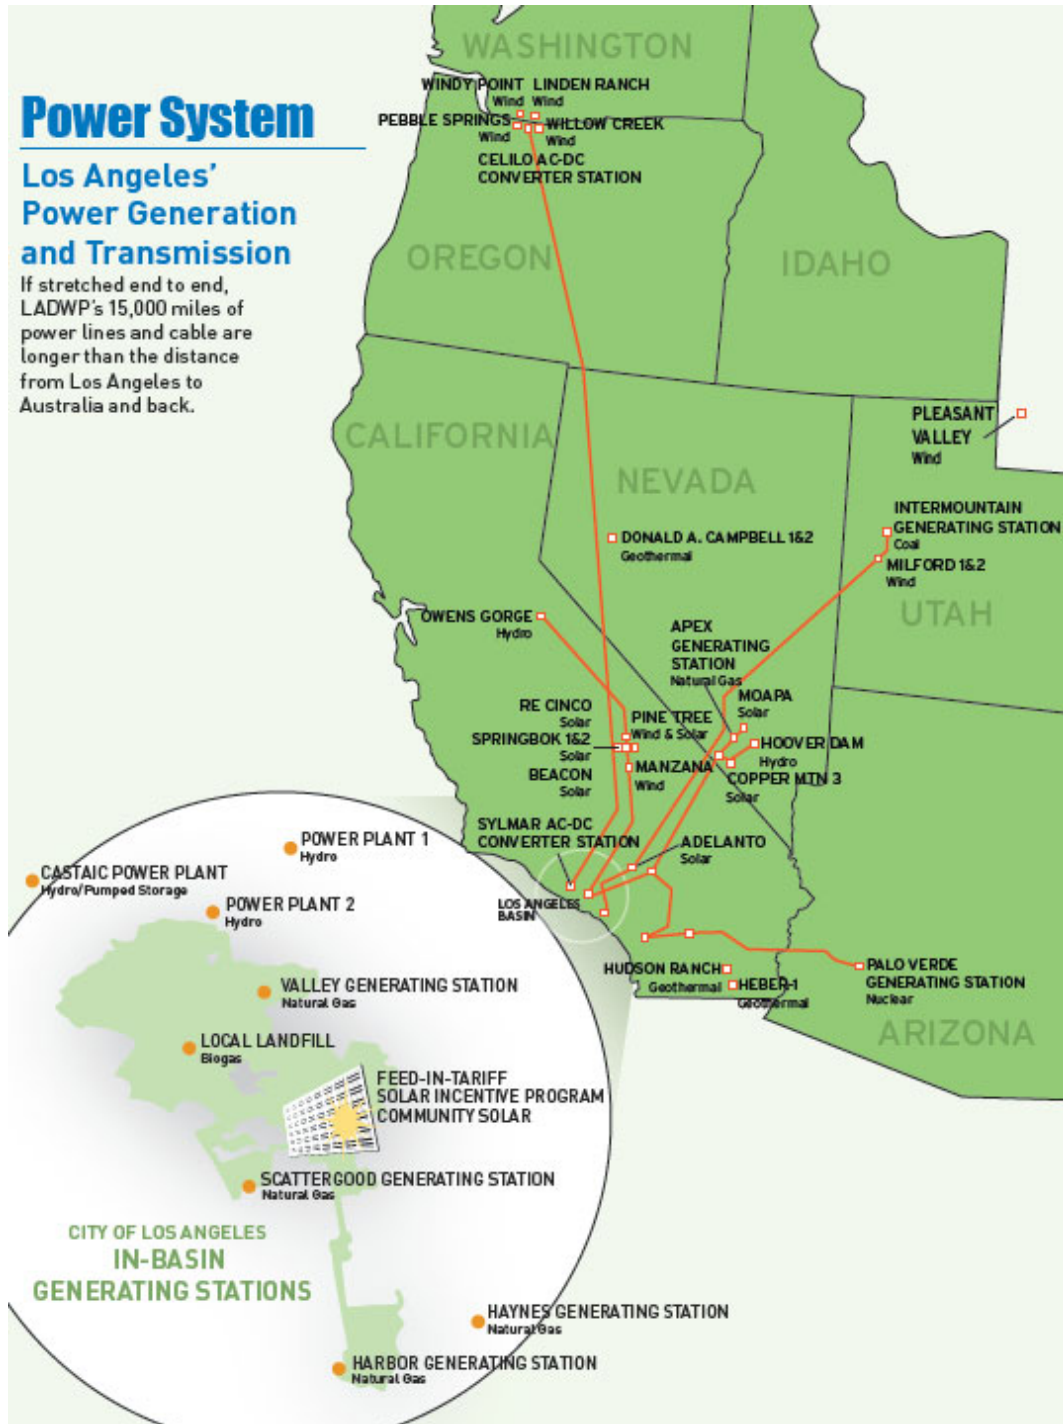 WASHINGTON
WINDY POINT
Wind
LINDEN RANCH
Wind
PEBBLE SPRINGS
Wind
WILLOW CREEK
Wind
CELILO AC-DC
CONVERTER STATION
Power System
Los Angeles'
Power Generation
and Transmission
If stretched end to end,
LADWP's 15,000 miles of
power lines and cable are
longer than the distance
from Los Angeles to
Australia and back.
OREGON
IDAHO
CALIFORNIA
NEVADA
PLEASANT
VALLEY
Wind
INTERMOUNTAIN
GENERATING STATION
Coal
DONALD A. CAMPBELL 1&2
Geothermal
MILFORD 1&2
Wind
UTAH
OWENS GORGE
Hydro
APEX
GENERATING
STATION
Natural Gas
MOAPA
Solar
RE CINCO
Solar
PINE TREE
Wind & Solar
SPRINGBOK 1&2
Solar
HOOVER DAM
Hydro
BEACON
Solar
MANZANA
Wind
COPPER MTN 3
Solar
SYLMAR AC-DC
CONVERTER STATION
ADELANTO
Solar
LOS ANGELES
BASIN
HUDSON RANCH
Geothermal
HEBER-1
Geothermal
PALO VERDE
GENERATING STATION
Nuclear
ARIZONA
POWER PLANT 1
Hydro
CASTAIC POWER PLANT
Hydro/Pumped Storage
POWER PLANT 2
Hydro
VALLEY GENERATING STATION
Natural Gas
LOCAL LANDFILL
Biogas
FEED-IN-TARIFF
SOLAR INCENTIVE PROGRAM
COMMUNITY SOLAR
SCATTERGOOD GENERATING STATION
Natural Gas
CITY OF LOS ANGELES
IN-BASIN
GENERATING STATIONS
HAYNES GENERATING STATION
Natural Gas
HARBOR GENERATING STATION
Natural Gas